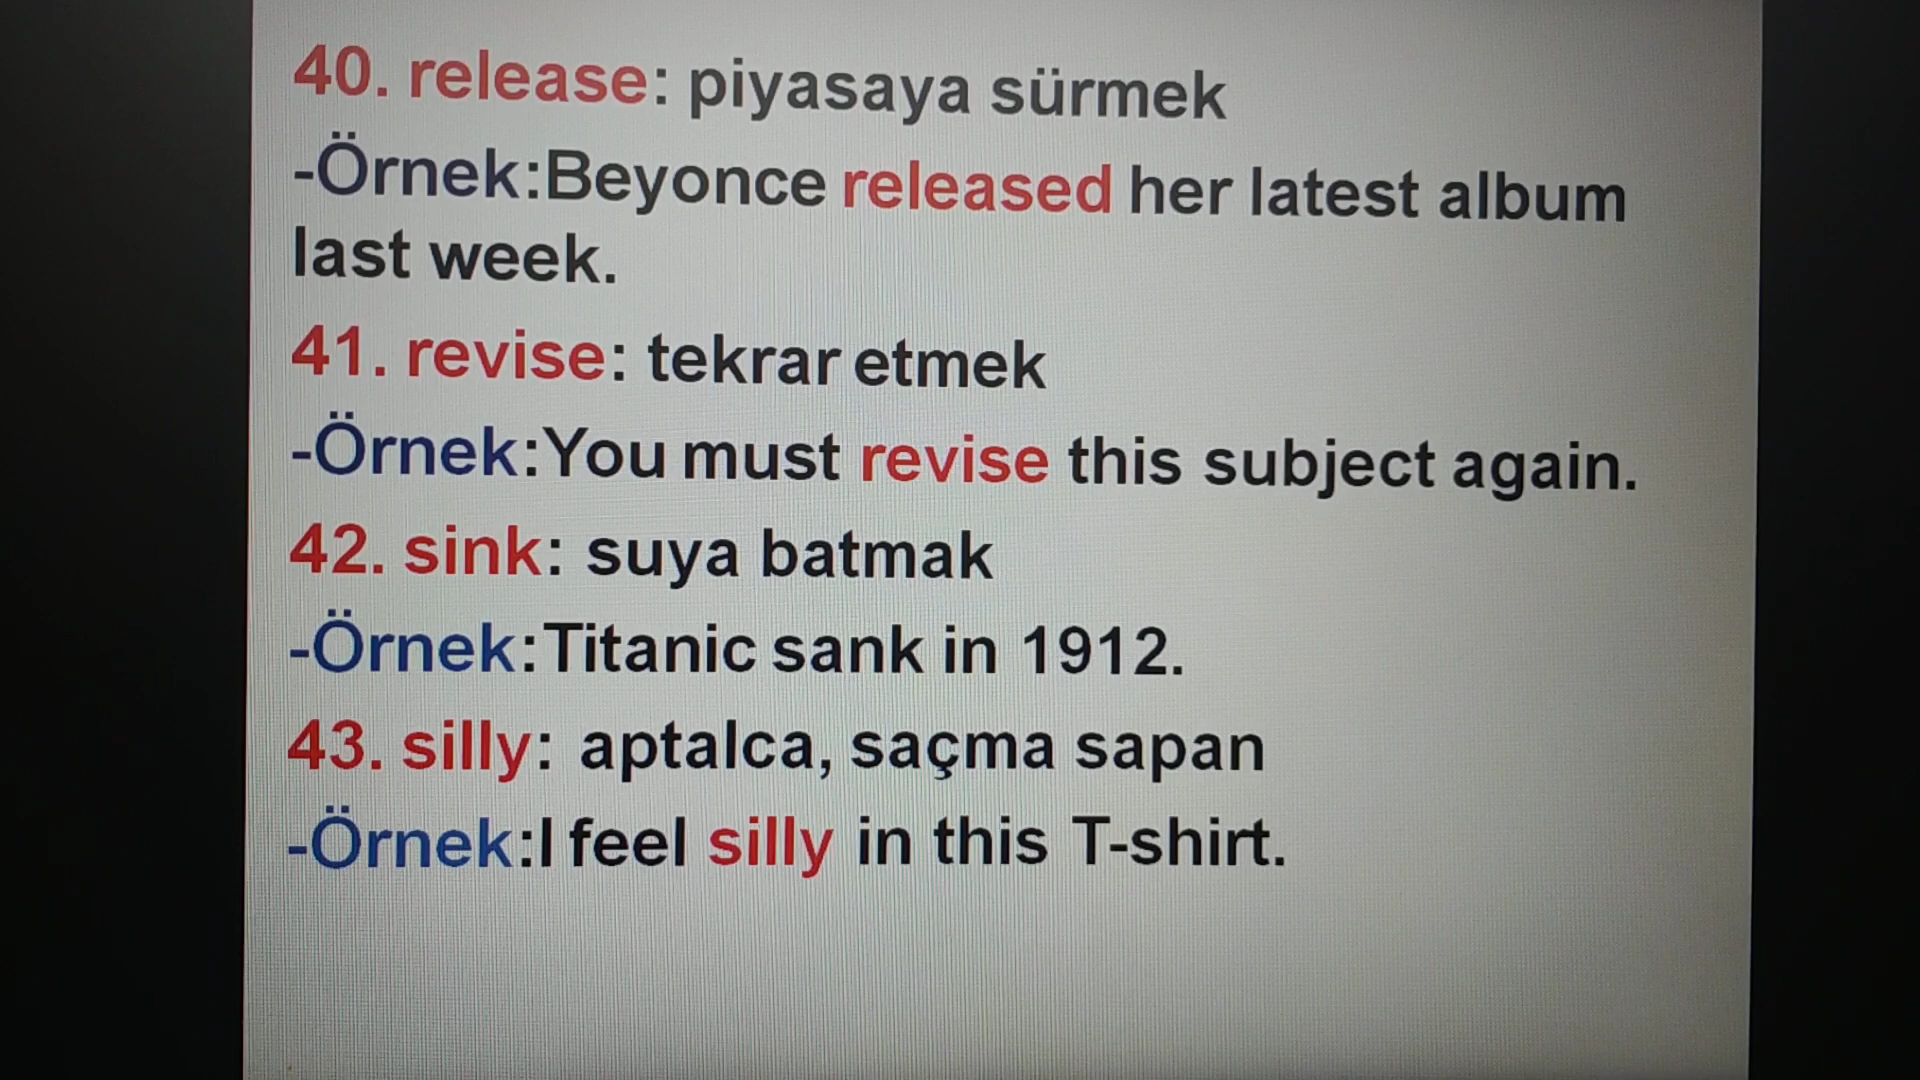 40. release: piyasaya sürmek
-Örnek:Beyonce released her latest album
last week.
41. revise: tekrar etmek
-Örnek:You must revise this subject again.
42. sink: suya batmak
-Örnek:Titanic sank in 1912.
43. silly: aptalca, saçma sapan
-Örnek:I feel silly in this T-shirt.